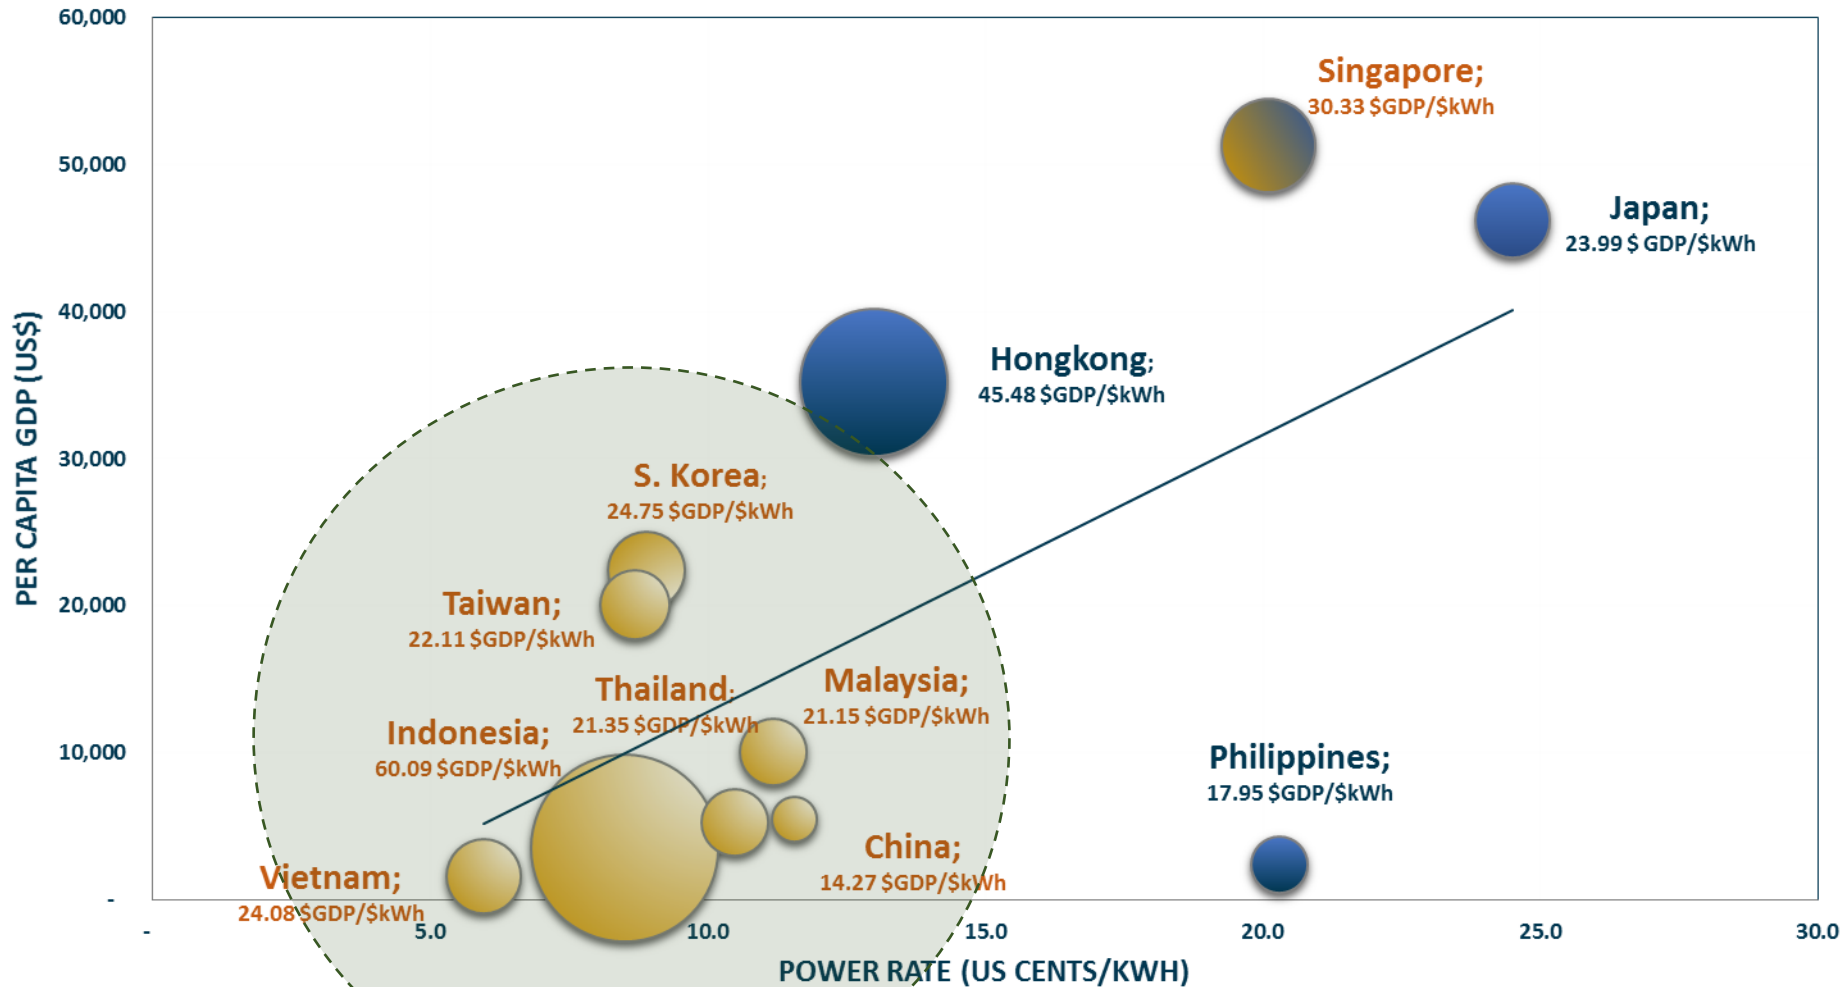 60,000
50,000
40,000
30,000
20,000
10,000
-
PER CAPITA GDP (US$)
Singapore;
30.33 $GDP/$kWh
Japan;
23.99 $ GDP/$kWh
Hongkong;
45.48 $GDP/$kWh
S. Korea;
24.75 $GDP/$kWh
Taiwan;
22.11 $GDP/$kWh
Thailand;
21.35 $GDP/$kWh
Malaysia;
21.15 $GDP/$kWh
Indonesia;
60.09 $GDP/$kWh
Philippines;
17.95 $GDP/$kWh
China;
14.27 $GDP/$kWh
Vietnam;
24.08 $GDP/$kWh
- 5.0 10.0 15.0 20.0 25.0 30.0
POWER RATE (US CENTS/KWH)